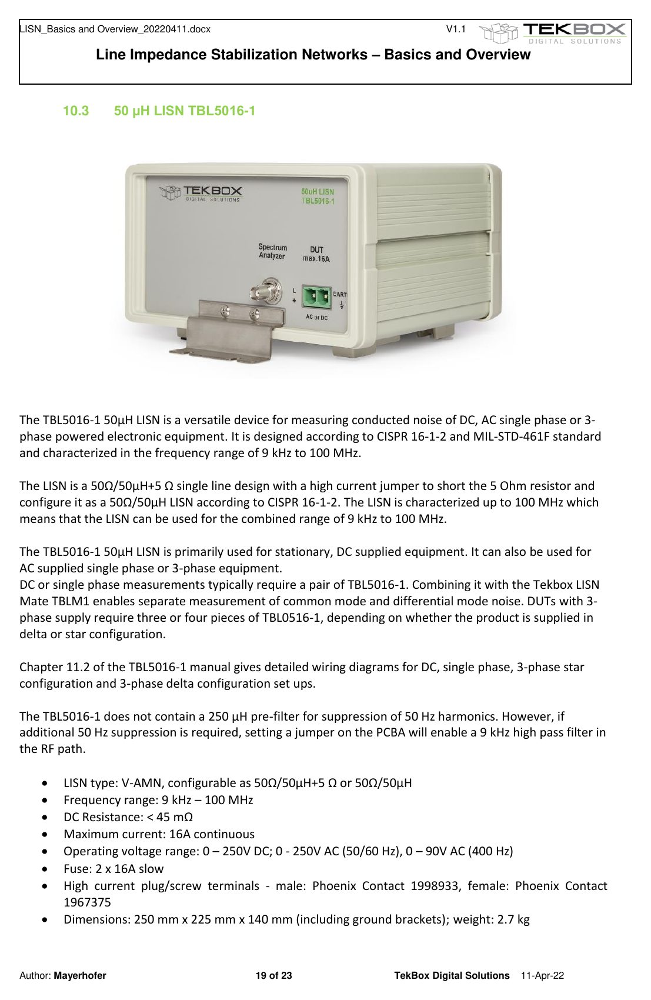 LISN_Basics and Overview_20220411.docx V1.1 TEKBOX
DIGITAL SOLUTIONS
Line Impedance Stabilization Networks – Basics and Overview
10.3 50 µH LISN TBL5016-1
TEKBOX
DIGITAL SOLUTIONS
50uH LISN
TBL5016-1
Spectrum
Analyzer
DUT
max.16A
L
+
EART
AC or DC
The TBL5016-1 50µH LISN is a versatile device for measuring conducted noise of DC, AC single phase or 3-
phase powered electronic equipment. It is designed according to CISPR 16-1-2 and MIL-STD-461F standard
and characterized in the frequency range of 9 kHz to 100 MHz.
The LISN is a 50Ω/50µH+5 Ω single line design with a high current jumper to short the 5 Ohm resistor and
configure it as a 50Ω/50µH LISN according to CISPR 16-1-2. The LISN is characterized up to 100 MHz which
means that the LISN can be used for the combined range of 9 kHz to 100 MHz.
The TBL5016-1 50µH LISN is primarily used for stationary, DC supplied equipment. It can also be used for
AC supplied single phase or 3-phase equipment.
DC or single phase measurements typically require a pair of TBL5016-1. Combining it with the Tekbox LISN
Mate TBLM1 enables separate measurement of common mode and differential mode noise. DUTs with 3-
phase supply require three or four pieces of TBL0516-1, depending on whether the product is supplied in
delta or star configuration.
Chapter 11.2 of the TBL5016-1 manual gives detailed wiring diagrams for DC, single phase, 3-phase star
configuration and 3-phase delta configuration set ups.
The TBL5016-1 does not contain a 250 µH pre-filter for suppression of 50 Hz harmonics. However, if
additional 50 Hz suppression is required, setting a jumper on the PCBA will enable a 9 kHz high pass filter in
the RF path.
• LISN type: V-AMN, configurable as 50Ω/50µH+5 Ω or 50Ω/50µH
• Frequency range: 9 kHz – 100 MHz
• DC Resistance: < 45 mΩ
• Maximum current: 16A continuous
• Operating voltage range: 0 – 250V DC; 0 - 250V AC (50/60 Hz), 0 – 90V AC (400 Hz)
• Fuse: 2 x 16A slow
• High current plug/screw terminals - male: Phoenix Contact 1998933, female: Phoenix Contact
1967375
• Dimensions: 250 mm x 225 mm x 140 mm (including ground brackets); weight: 2.7 kg
Author: Mayerhofer 19 of 23 TekBox Digital Solutions 11-Apr-22